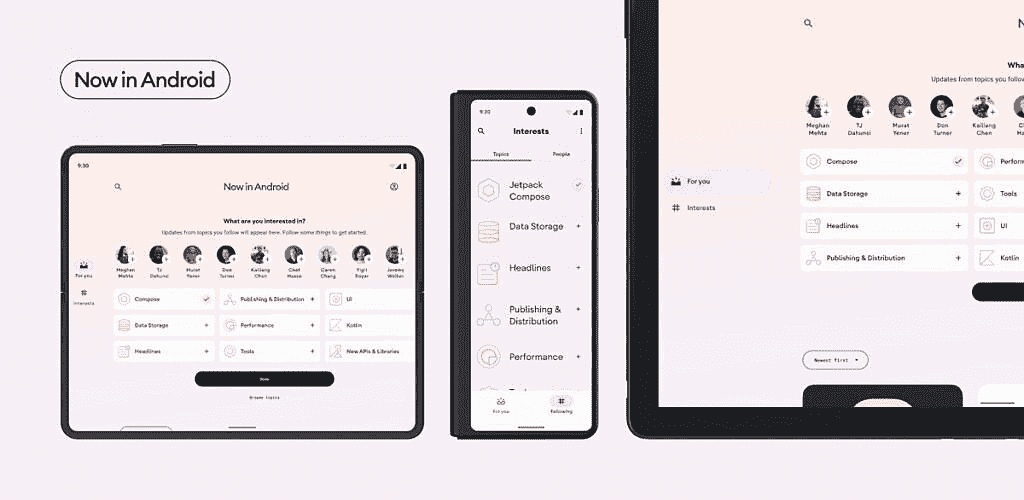 Now in Android
9:30
Now in Android
What are you interested in?
Updates from topics you follow will appear here. Follow some things to get started.
Meghan Mehta
TJ Dahunsi
Murat Yener
Don Turner
Kailiang Chen
Chet Haase
Caren Chang
Yigit Boyar
Jeremy Walker
For you
Interests
Compose
Publishing & Distribution
UI
Data Storage
Performance
Kotlin
Headlines
Tools
New APIs & Libraries
Done
Browse topics
9:30
Interests
Topics
People
Jetpack
Compose
Data Storage
Headlines
Publishing &
Distribution
Performance
For you
Following
N
Wha
Updates from topics you follow
Meghan Mehta
TJ Dahunsi
Murat Yener
Don Turner
Kailiang Chen
For you
Interests
Compose
Perform
Data Storage
Tools
Headlines
UI
Publishing & Distribution
Kotlin
Newest first